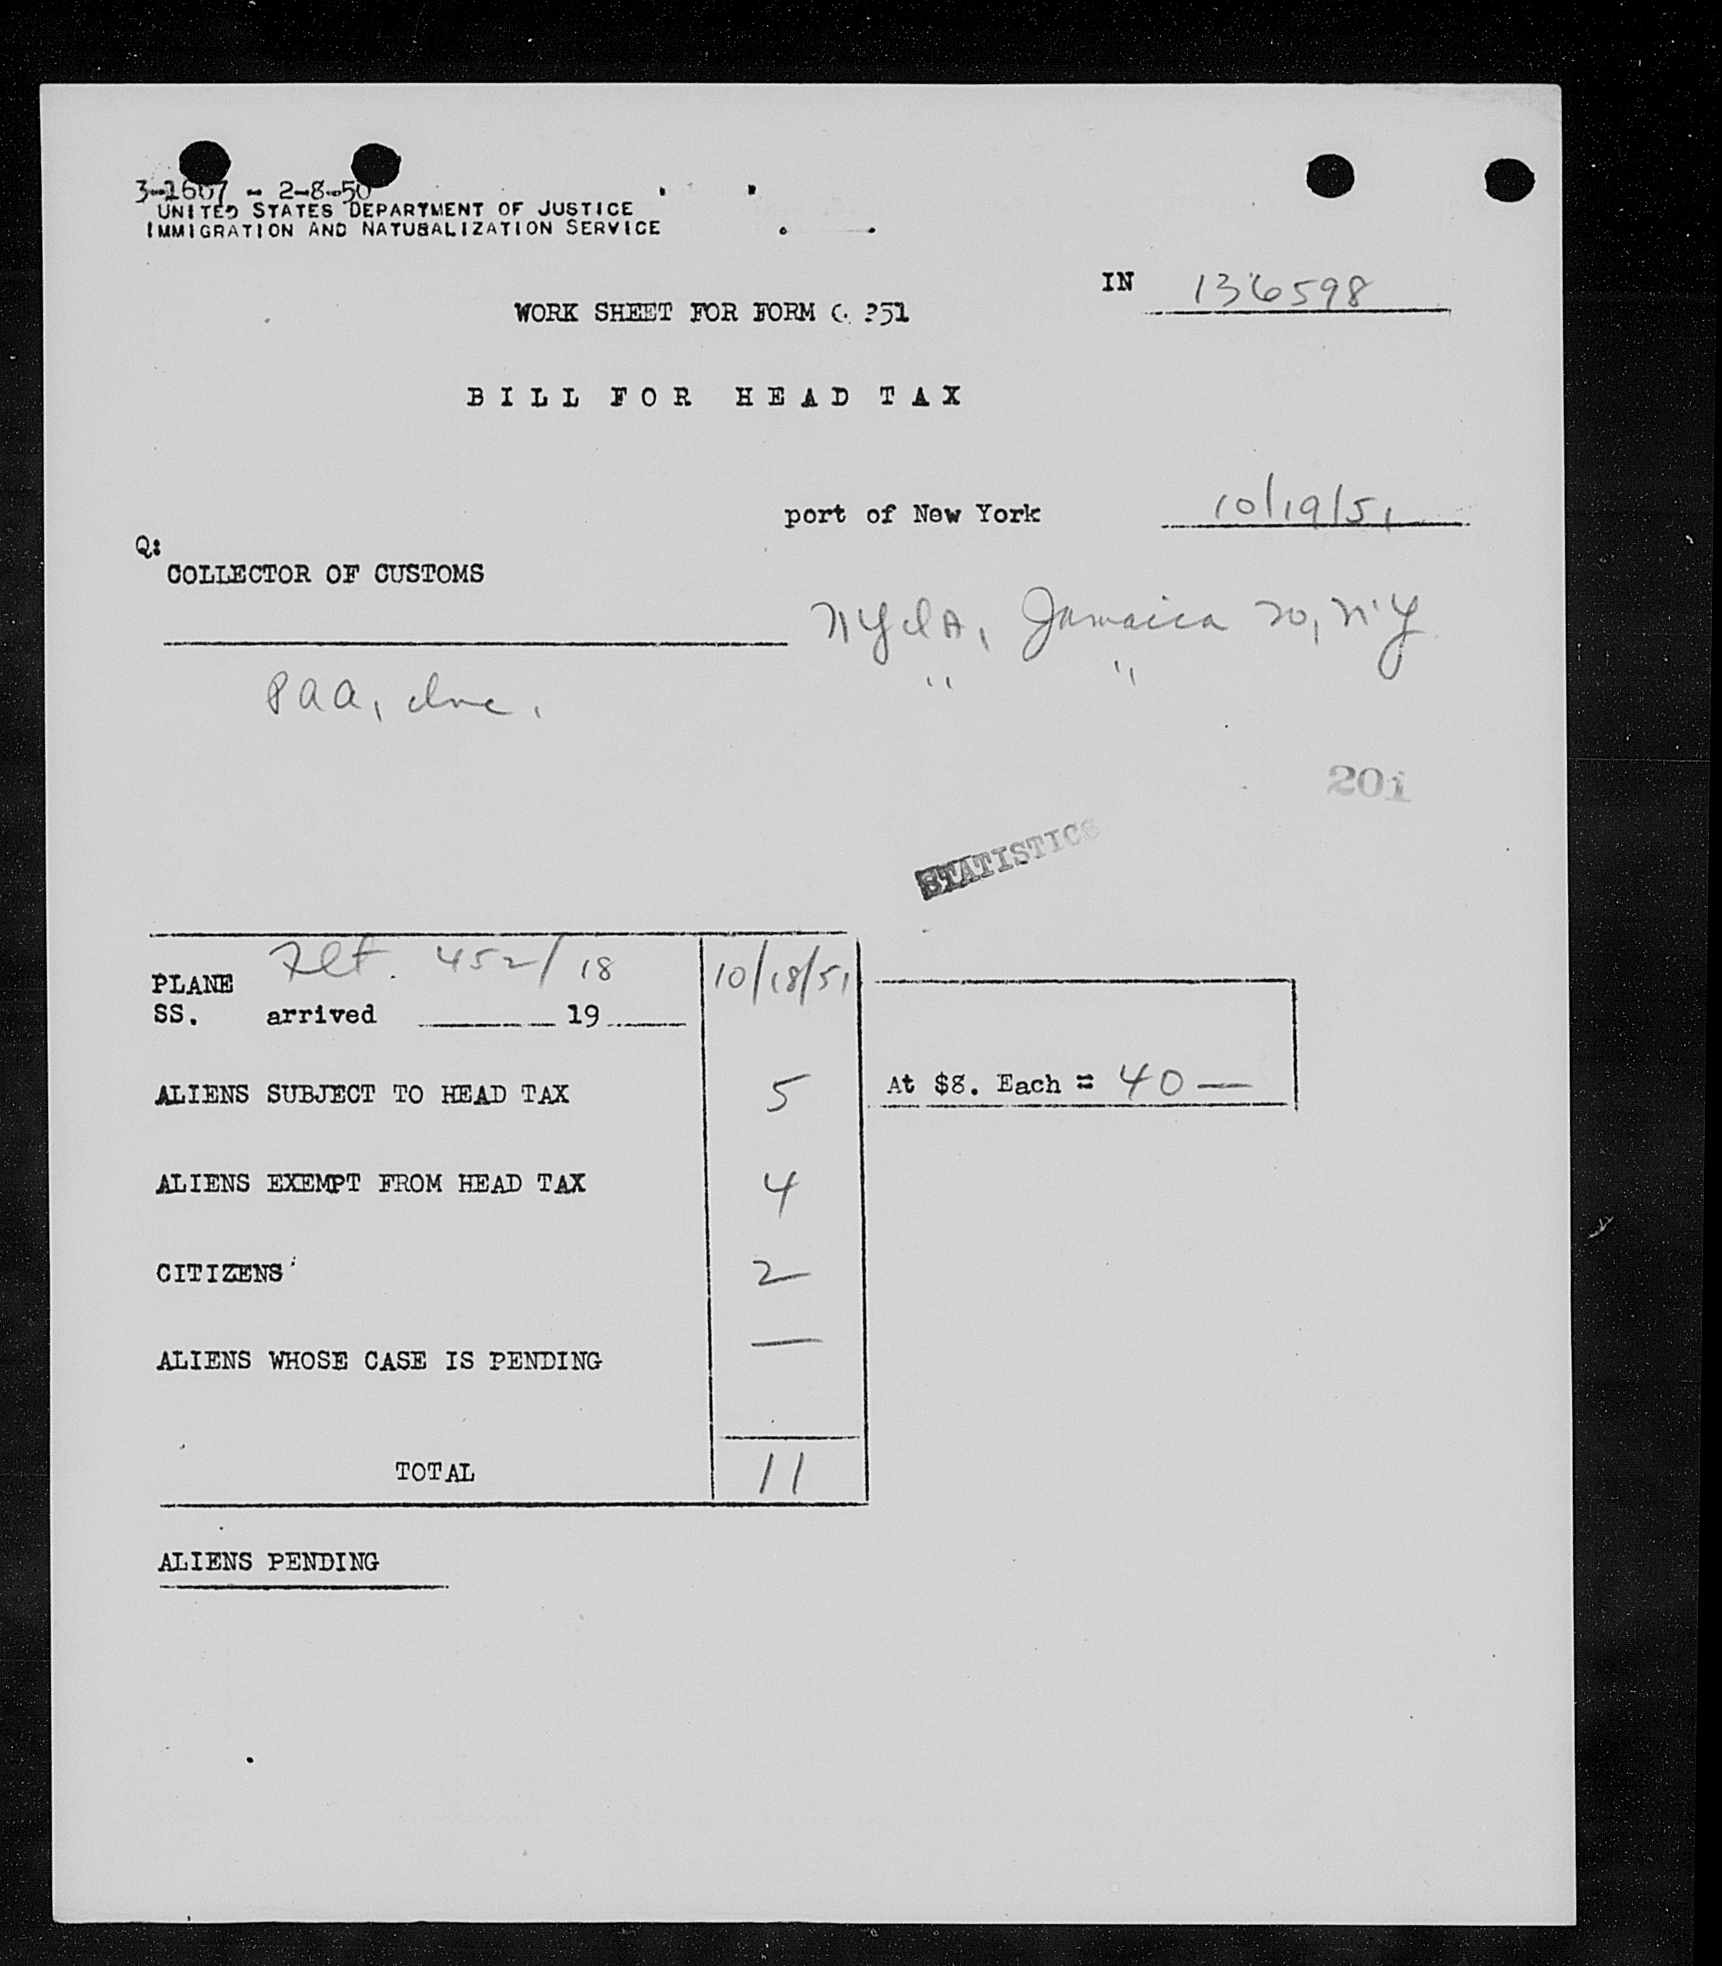 3-1607 - 2-8-50
UNITED STATES DEPARTMENT OF JUSTICE
IMMIGRATION AND NATURALIZATION SERVICE
IN 136598
WORK SHEET FOR FORM 251
BILL FOR HEAD TAX
port of New York 10/19/51
Q:
COLLECTOR OF CUSTOMS
NYIA, Jamaica 20, NY
" "
PAA, Inc.
201
STATISTICS
Flt. 452/18 10/18/51
PLANE
SS. arrived 19
ALIENS SUBJECT TO HEAD TAX 5 At $8. Each = 40 —
ALIENS EXEMPT FROM HEAD TAX 4
CITIZENS 2
ALIENS WHOSE CASE IS PENDING —
TOTAL 11
ALIENS PENDING